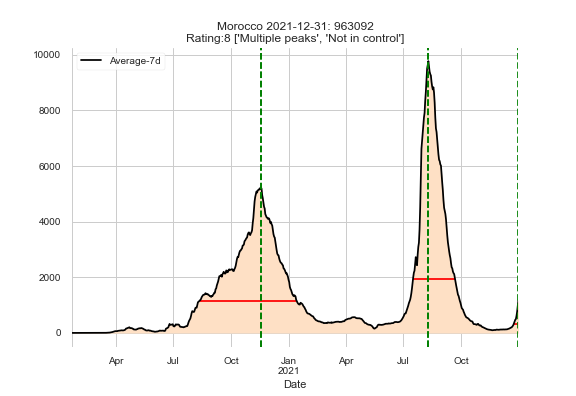 Morocco 2021-12-31: 963092
Rating:8 ['Multiple peaks', 'Not in control']
Average-7d
10000
8000
6000
4000
2000
0
Apr Jul Oct Jan Apr Jul Oct
2021
Date